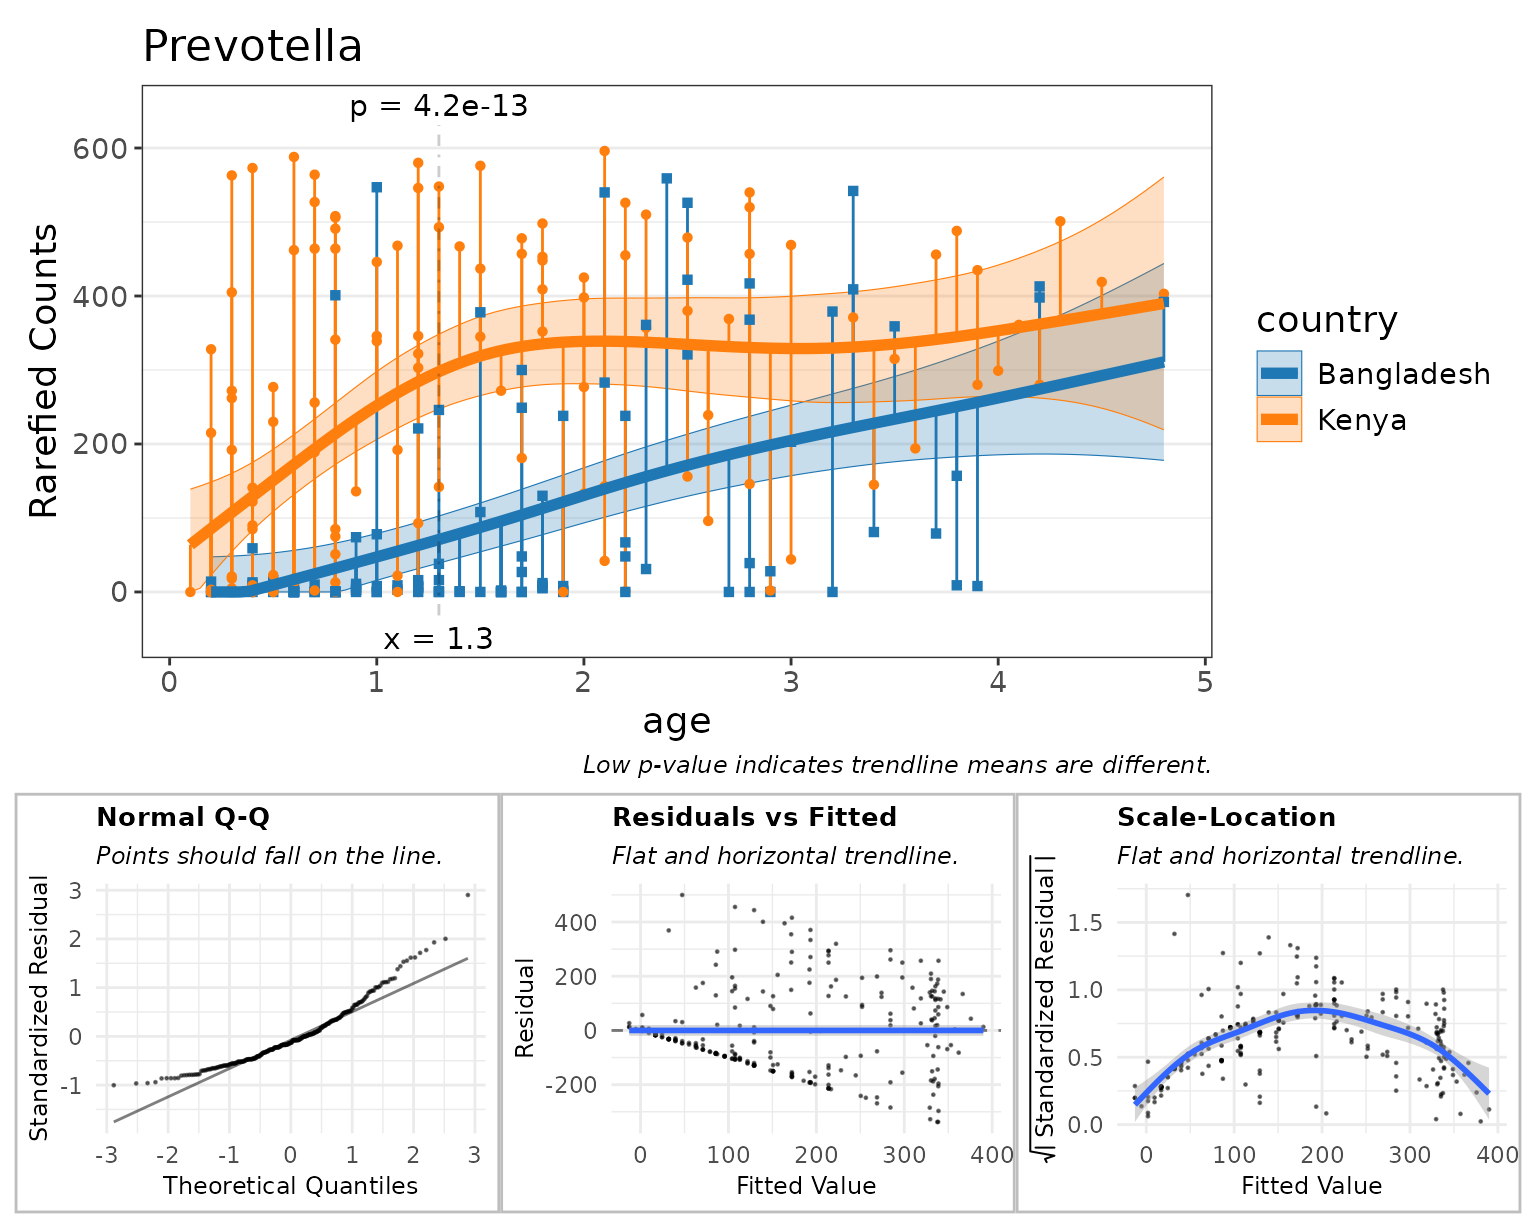 Prevotella
p = 4.2e-13
600
400
200
0
Rarefied Counts
x = 1.3
0 1 2 3 4 5
age
country
Bangladesh
Kenya
Low p-value indicates trendline means are different.
Normal Q-Q
Points should fall on the line.
Standardized Residual
3
2
1
0
-1
-3 -2 -1 0 1 2 3
Theoretical Quantiles
Residuals vs Fitted
Flat and horizontal trendline.
Residual
400
200
0
-200
0 100 200 300 400
Fitted Value
Scale-Location
Flat and horizontal trendline.
√| Standardized Residual |
1.5
1.0
0.5
0.0
0 100 200 300 400
Fitted Value